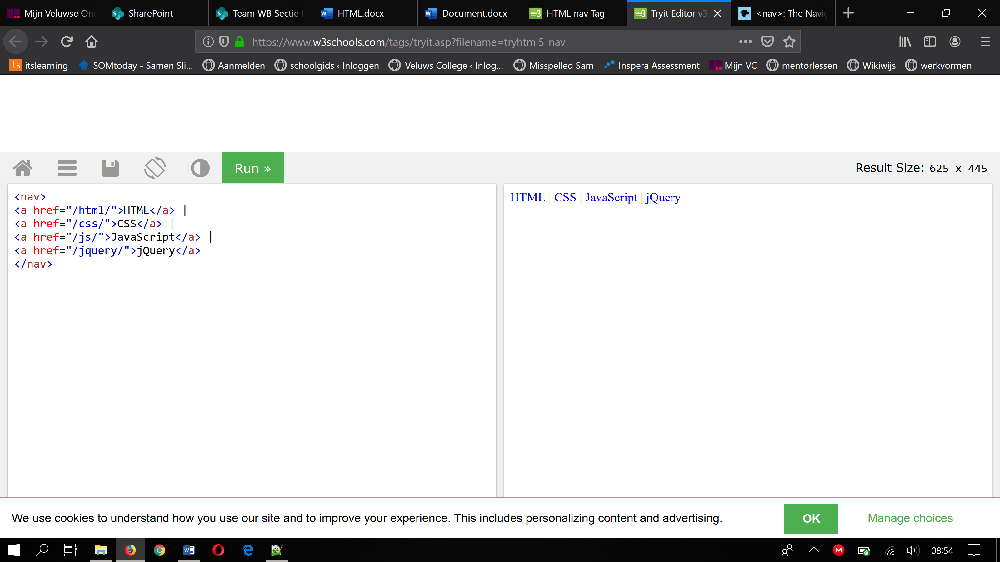 Mijn Veluwse Ond
SharePoint
Team WB Sectie I
HTML.docx
Document.docx
HTML nav Tag
Tryit Editor v3.
<nav>: The Navig
https://www.w3schools.com/tags/tryit.asp?filename=tryhtml5_nav
its itslearning
SOMtoday - Samen Sli...
Aanmelden
schoolgids ‹ Inloggen
Veluws College ‹ Inlog...
Misspelled Sam
Inspera Assessment
Mijn VC
mentorlessen
Wikiwijs
werkvormen
Run »
Result Size: 625 x 445
<nav>
<a href="/html/">HTML</a> |
<a href="/css/">CSS</a> |
<a href="/js/">JavaScript</a> |
<a href="/jquery/">jQuery</a>
</nav>
HTML | CSS | JavaScript | jQuery
We use cookies to understand how you use our site and to improve your experience. This includes personalizing content and advertising.
OK
Manage choices
08:54